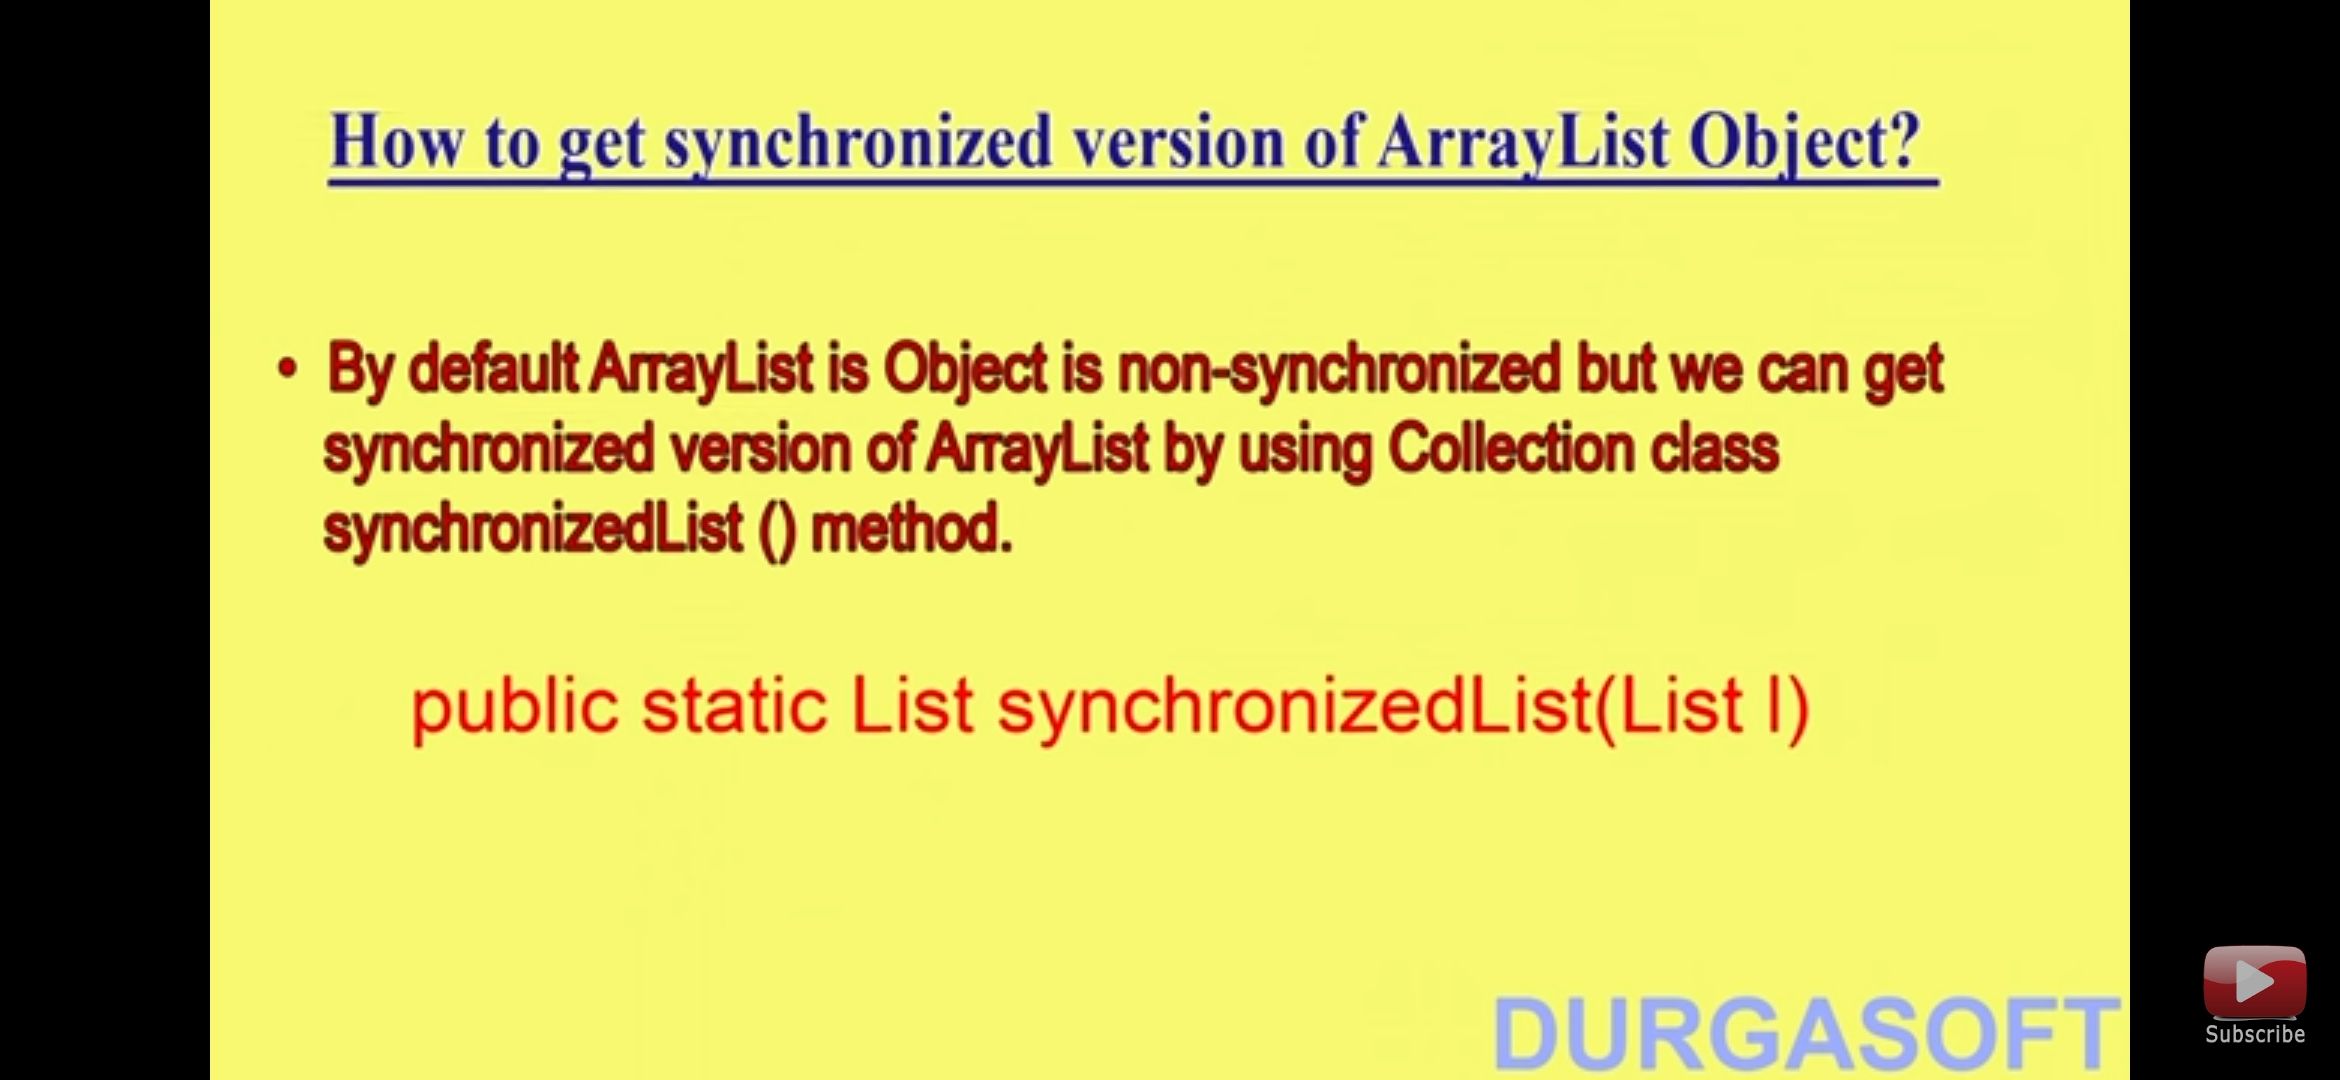 How to get synchronized version of ArrayList Object?
• By default ArrayList is Object is non-synchronized but we can get
synchronized version of ArrayList by using Collection class
synchronizedList () method.
public static List synchronizedList(List l)
DURGASOFT
Subscribe